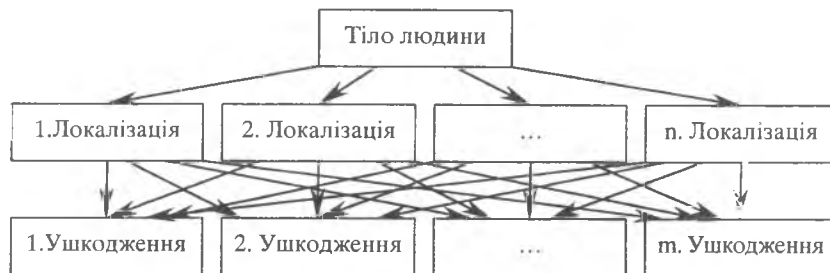 Тіло людини
1.Локалізація
2. Локалізація
...
n. Локалізація
1.Ушкодження
2. Ушкодження
...
m. Ушкодження